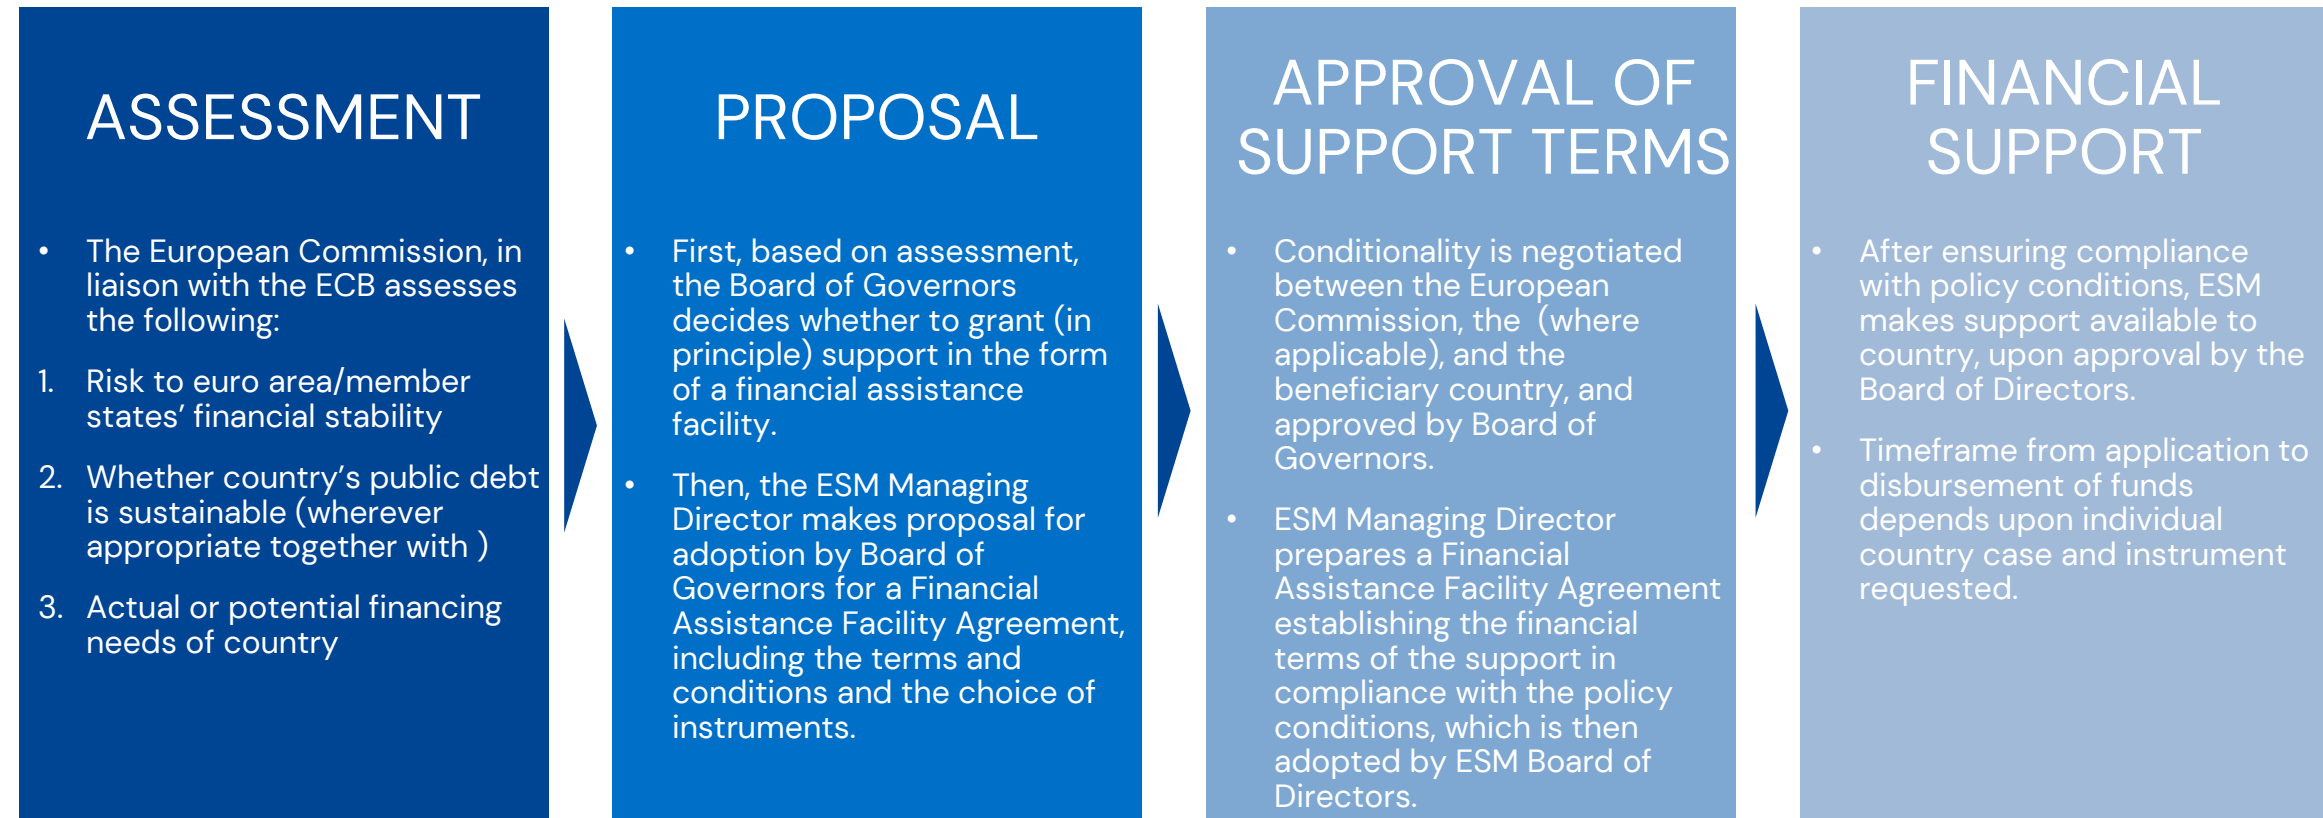 ASSESSMENT
• The European Commission, in
liaison with the ECB assesses
the following:
1. Risk to euro area/member
states’ financial stability
2. Whether country’s public debt
is sustainable (wherever
appropriate together with )
3. Actual or potential financing
needs of country
PROPOSAL
• First, based on assessment,
the Board of Governors
decides whether to grant (in
principle) support in the form
of a financial assistance
facility.
• Then, the ESM Managing
Director makes proposal for
adoption by Board of
Governors for a Financial
Assistance Facility Agreement,
including the terms and
conditions and the choice of
instruments.
APPROVAL OF
SUPPORT TERMS
• Conditionality is negotiated
between the European
Commission, the  (where
applicable), and the
beneficiary country, and
approved by Board of
Governors.
• ESM Managing Director
prepares a Financial
Assistance Facility Agreement
establishing the financial
terms of the support in
compliance with the policy
conditions, which is then
adopted by ESM Board of
Directors.
FINANCIAL
SUPPORT
• After ensuring compliance
with policy conditions, ESM
makes support available to
country, upon approval by the
Board of Directors.
• Timeframe from application to
disbursement of funds
depends upon individual
country case and instrument
requested.